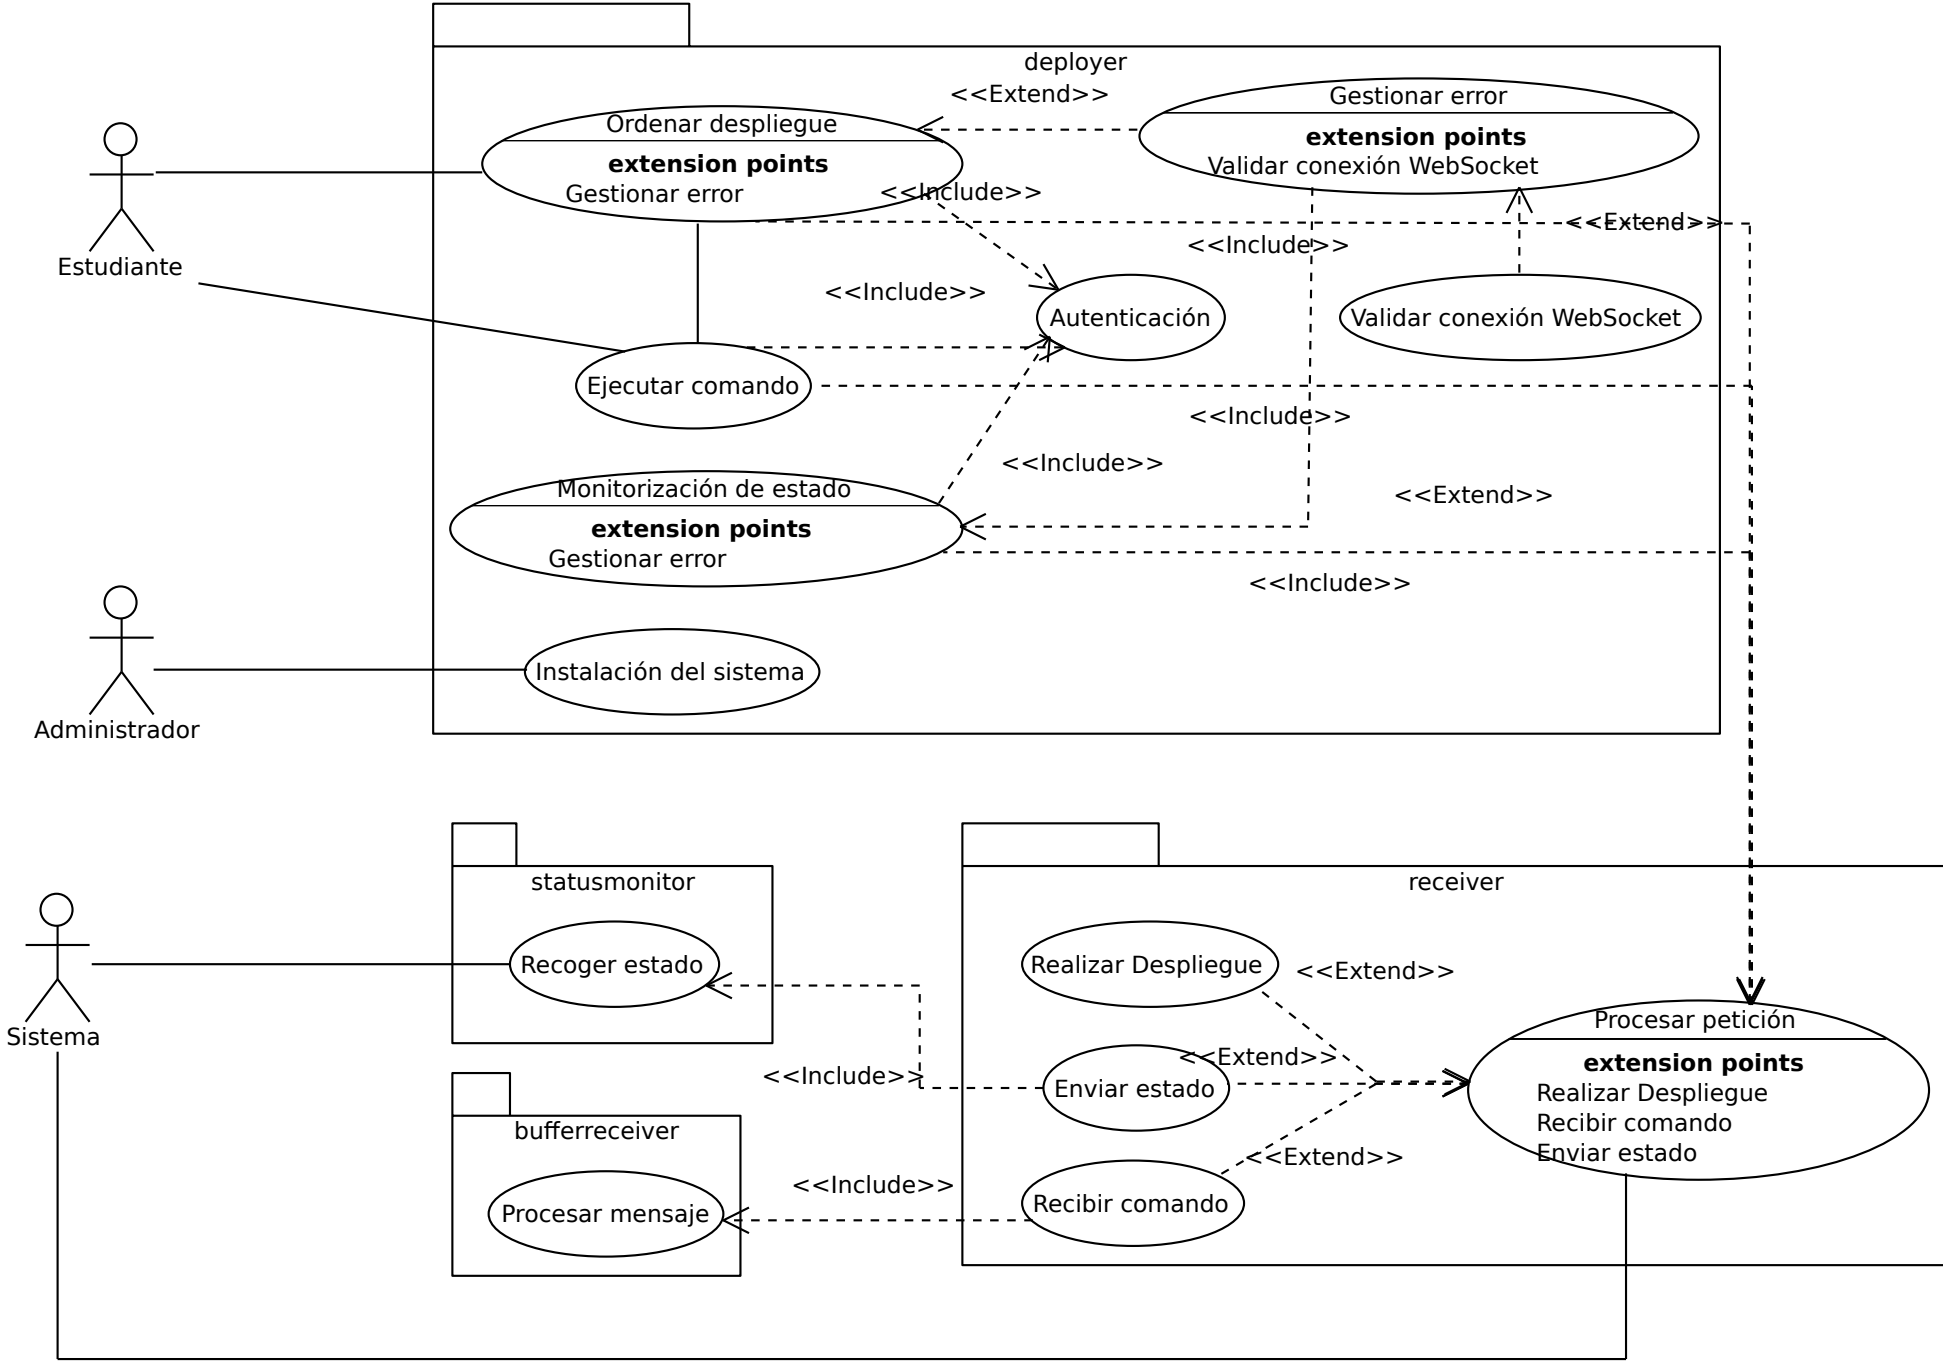 deployer
<<Extend>>
Gestionar error
extension points
Validar conexión WebSocket
Ordenar despliegue
extension points
Gestionar error
<<Include>>
<<Extend>>
<<Include>>
Estudiante
<<Include>>
Autenticación
Validar conexión WebSocket
Ejecutar comando
<<Include>>
<<Include>>
Monitorización de estado
extension points
Gestionar error
<<Extend>>
<<Include>>
Instalación del sistema
Administrador
statusmonitor
receiver
Recoger estado
Realizar Despliegue
<<Extend>>
Sistema
Procesar petición
extension points
Realizar Despliegue
Recibir comando
Enviar estado
<<Extend>>
<<Include>>
Enviar estado
bufferreceiver
<<Extend>>
<<Include>>
Procesar mensaje
Recibir comando